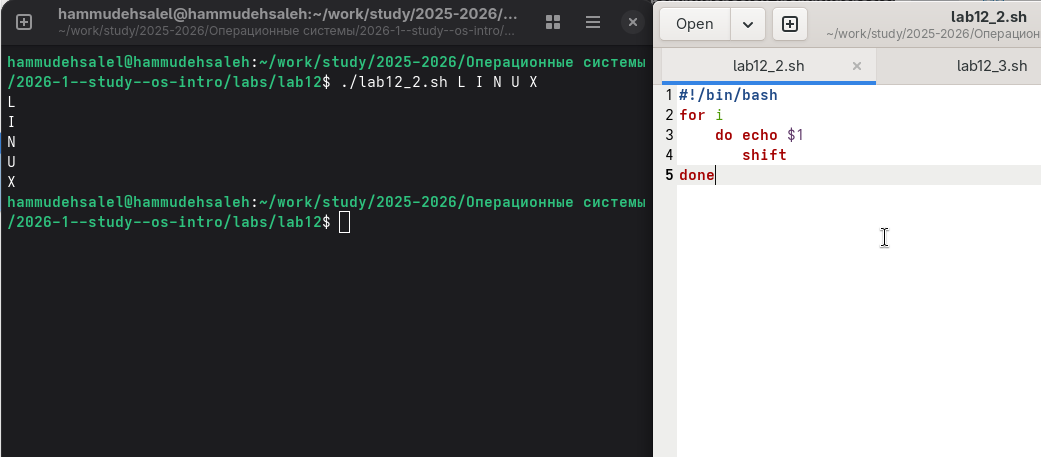 hammudehsalel@hammudehsaleh:~/work/study/2025-2026/...
~/work/study/2025-2026/Операционные системы/2026-1--study--os-intro/...
hammudehsalel@hammudehsaleh:~/work/study/2025-2026/Операционные системы
/2026-1--study--os-intro/labs/lab12$ ./lab12_2.sh L I N U X
L
I
N
U
X
hammudehsalel@hammudehsaleh:~/work/study/2025-2026/Операционные системы
/2026-1--study--os-intro/labs/lab12$
Open
lab12_2.sh
~/work/study/2025-2026/Операцион
lab12_2.sh × lab12_3.sh
1 #!/bin/bash
2 for i
3     do echo $1
4        shift
5 done